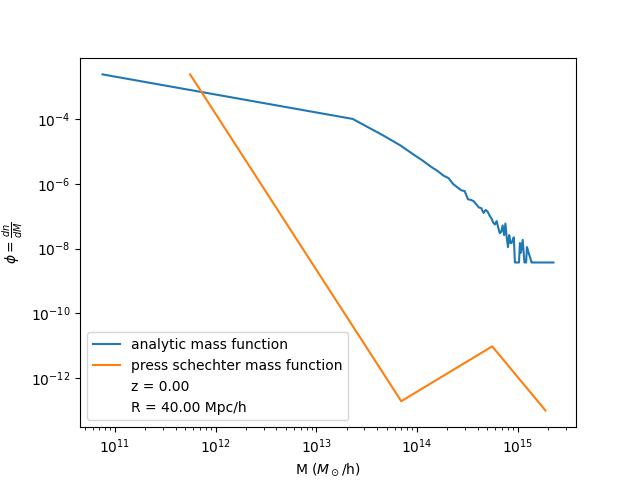 10⁻⁴
10⁻⁶
10⁻⁸
10⁻¹⁰
10⁻¹²
ϕ = dn/dM
analytic mass function
press schechter mass function
z = 0.00
R = 40.00 Mpc/h
10¹¹ 10¹² 10¹³ 10¹⁴ 10¹⁵
M (M⊙/h)